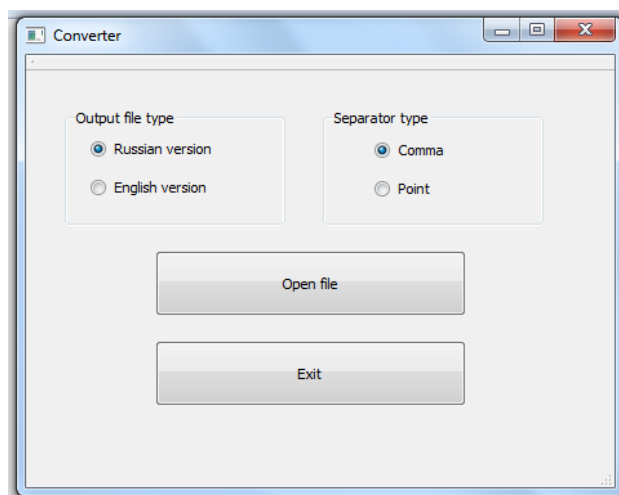 Converter
Output file type
Separator type
Russian version
Comma
English version
Point
Open file
Exit